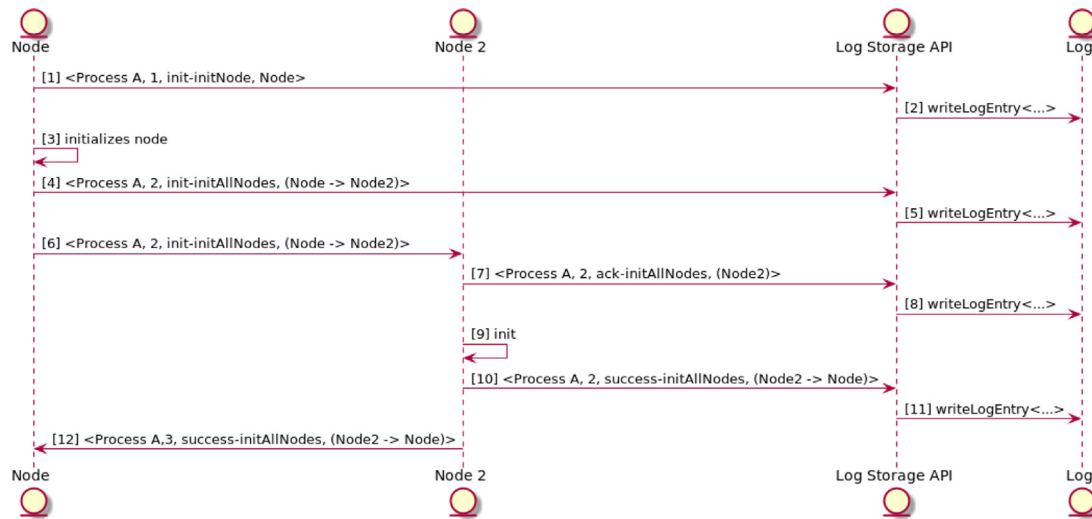 Node Node 2 Log Storage API Log
[1] <Process A, 1, init-initNode, Node>
[2] writeLogEntry<...>
[3] initializes node
[4] <Process A, 2, init-initAllNodes, (Node -> Node2)>
[5] writeLogEntry<...>
[6] <Process A, 2, init-initAllNodes, (Node -> Node2)>
[7] <Process A, 2, ack-initAllNodes, (Node2)>
[8] writeLogEntry<...>
[9] init
[10] <Process A, 2, success-initAllNodes, (Node2 -> Node)>
[11] writeLogEntry<...>
[12] <Process A,3, success-initAllNodes, (Node2 -> Node)>
Node Node 2 Log Storage API Log